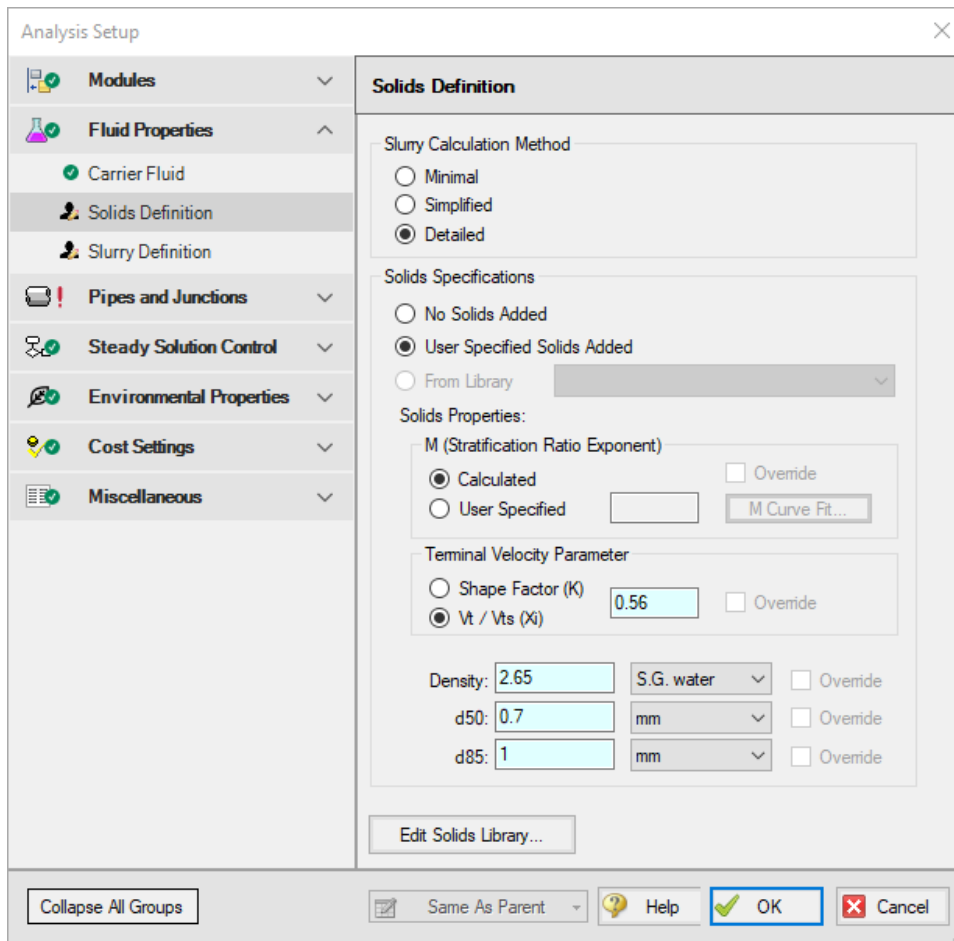 Analysis Setup
Modules
Fluid Properties
Carrier Fluid
Solids Definition
Slurry Definition
Pipes and Junctions
Steady Solution Control
Environmental Properties
Cost Settings
Miscellaneous
Solids Definition
Slurry Calculation Method
Minimal
Simplified
Detailed
Solids Specifications
No Solids Added
User Specified Solids Added
From Library
Solids Properties:
M (Stratification Ratio Exponent)
Calculated
Override
User Specified
M Curve Fit...
Terminal Velocity Parameter
Shape Factor (K)
Vt / Vts (Xi)
0.56
Override
Density: 2.65 S.G. water Override
d50: 0.7 mm Override
d85: 1 mm Override
Edit Solids Library...
Collapse All Groups
Same As Parent
Help
OK
Cancel